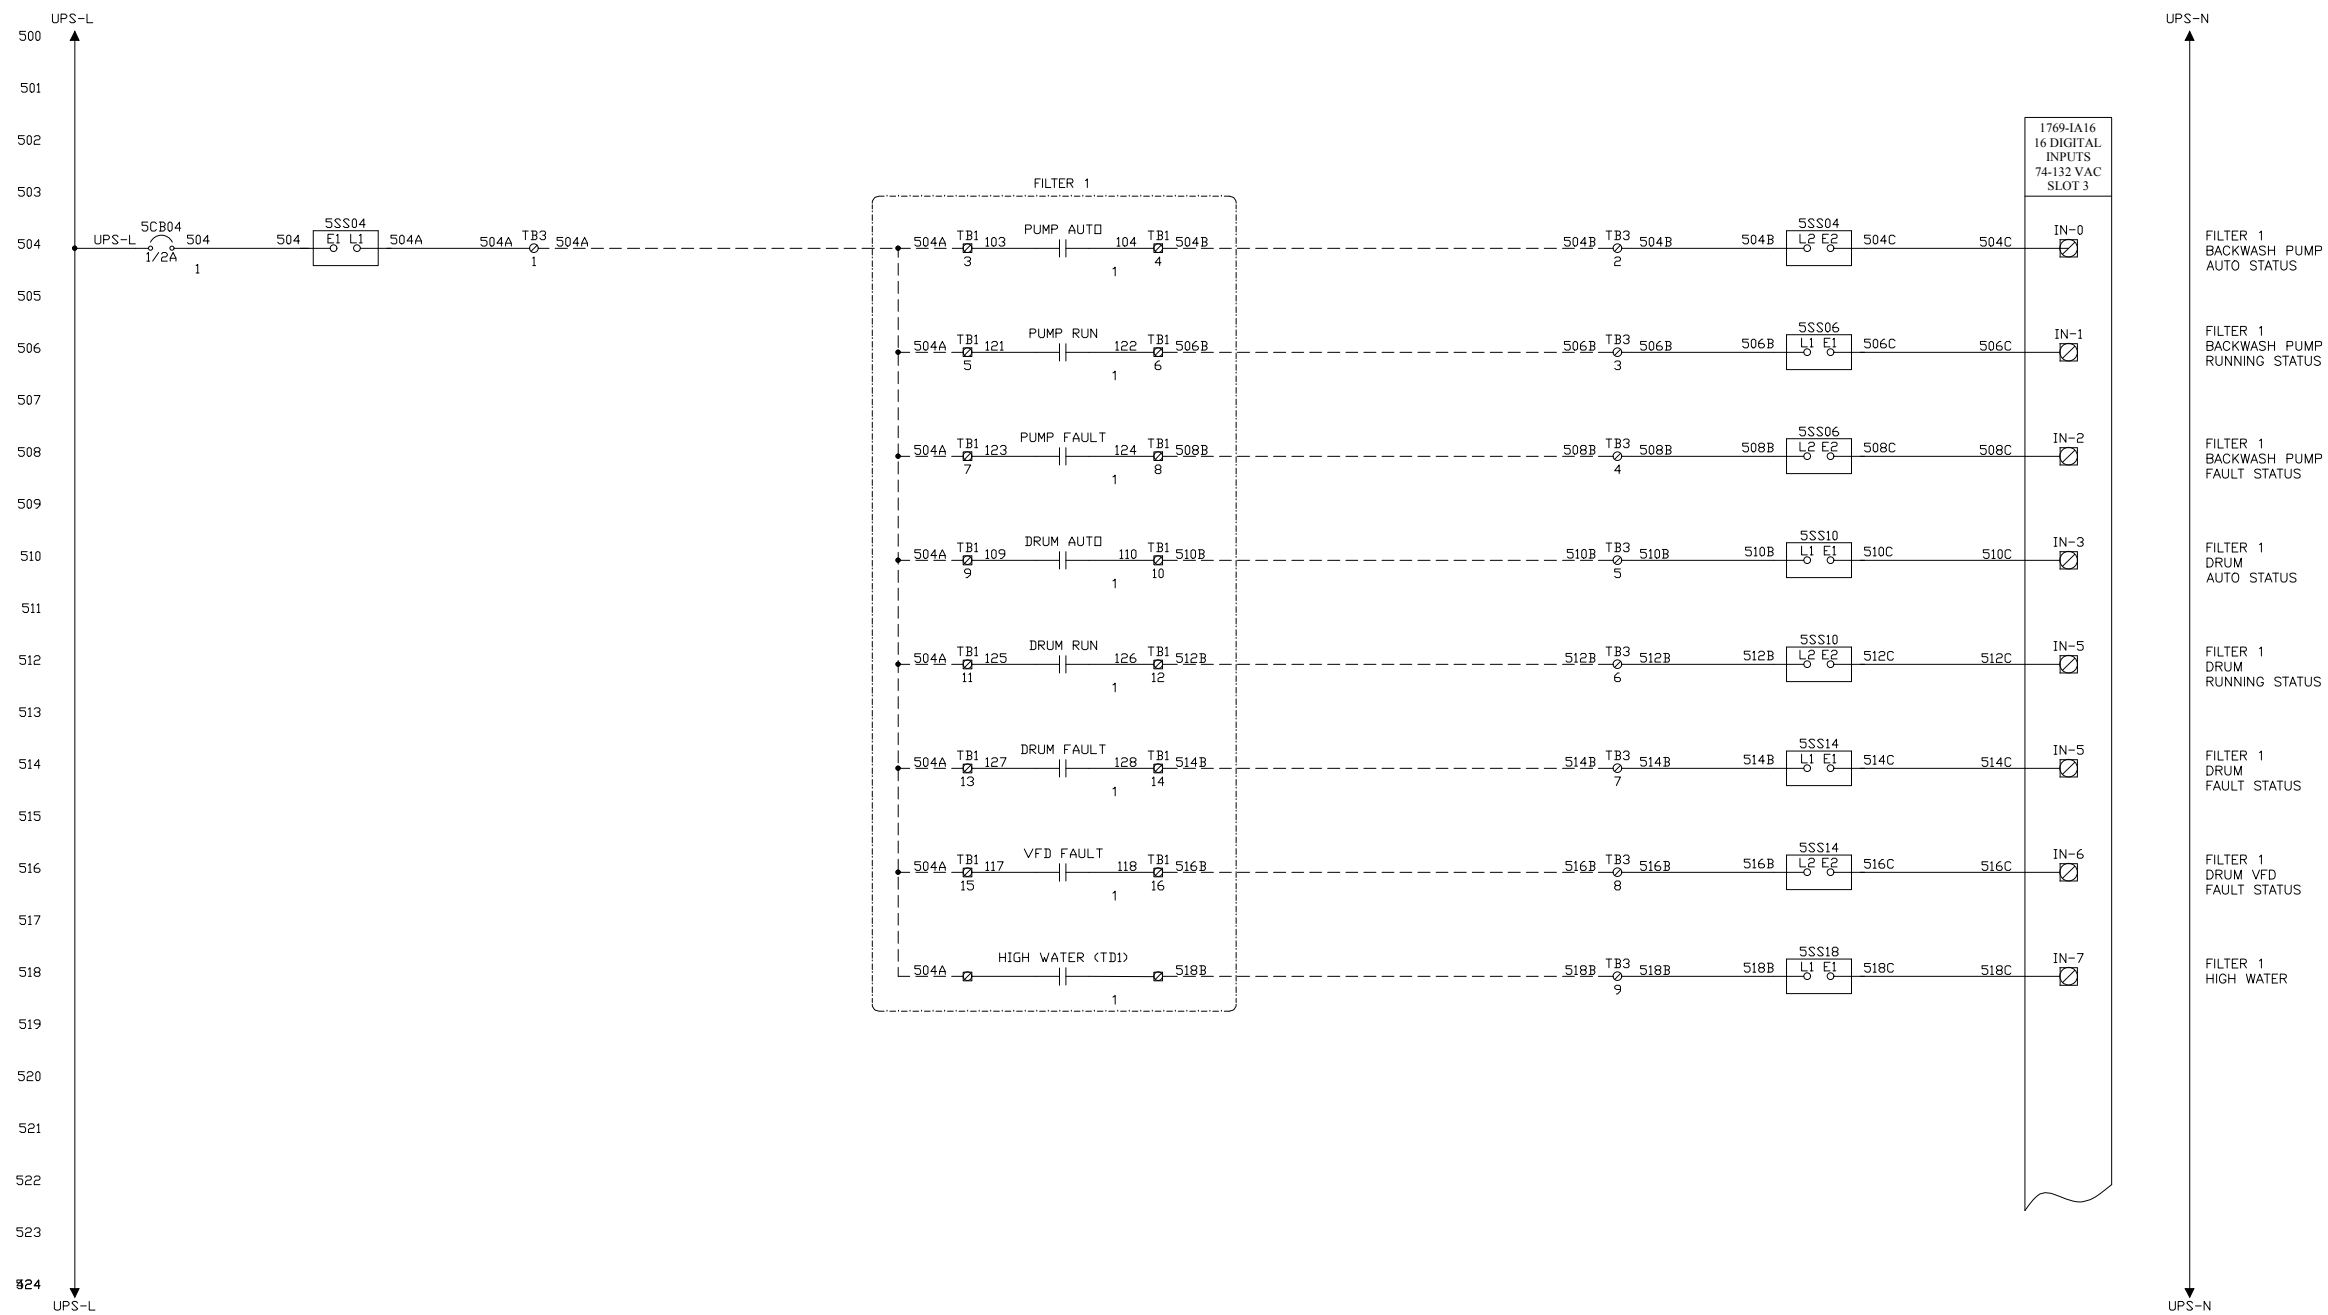 UPS-L
UPS-N
500
501
502
1769-IA16
16 DIGITAL
INPUTS
74-132 VAC
SLOT 3
503
FILTER 1
504
UPS-L 5CB04 504
1/2A
1
504 5SS04 504A
E1 L1
504A TB3 504A
1
504A TB1 103 PUMP AUTO 104 TB1 504B
3 1 4
504B TB3 504B
2
504B 5SS04 504C
L2 E2
504C IN-0
FILTER 1
BACKWASH PUMP
AUTO STATUS
505
506
504A TB1 121 PUMP RUN 122 TB1 506B
5 1 6
506B TB3 506B
3
506B 5SS06 506C
L1 E1
506C IN-1
FILTER 1
BACKWASH PUMP
RUNNING STATUS
507
508
504A TB1 123 PUMP FAULT 124 TB1 508B
7 1 8
508B TB3 508B
4
508B 5SS06 508C
L2 E2
508C IN-2
FILTER 1
BACKWASH PUMP
FAULT STATUS
509
510
504A TB1 109 DRUM AUTO 110 TB1 510B
9 1 10
510B TB3 510B
5
510B 5SS10 510C
L1 E1
510C IN-3
FILTER 1
DRUM
AUTO STATUS
511
512
504A TB1 125 DRUM RUN 126 TB1 512B
11 1 12
512B TB3 512B
6
512B 5SS10 512C
L2 E2
512C IN-5
FILTER 1
DRUM
RUNNING STATUS
513
514
504A TB1 127 DRUM FAULT 128 TB1 514B
13 1 14
514B TB3 514B
7
514B 5SS14 514C
L1 E1
514C IN-5
FILTER 1
DRUM
FAULT STATUS
515
516
504A TB1 117 VFD FAULT 118 TB1 516B
15 1 16
516B TB3 516B
8
516B 5SS14 516C
L2 E2
516C IN-6
FILTER 1
DRUM VFD
FAULT STATUS
517
518
504A HIGH WATER (TD1) 518B
1
518B TB3 518B
9
518B 5SS18 518C
L1 E1
518C IN-7
FILTER 1
HIGH WATER
519
520
521
522
523
UPS-L
UPS-N